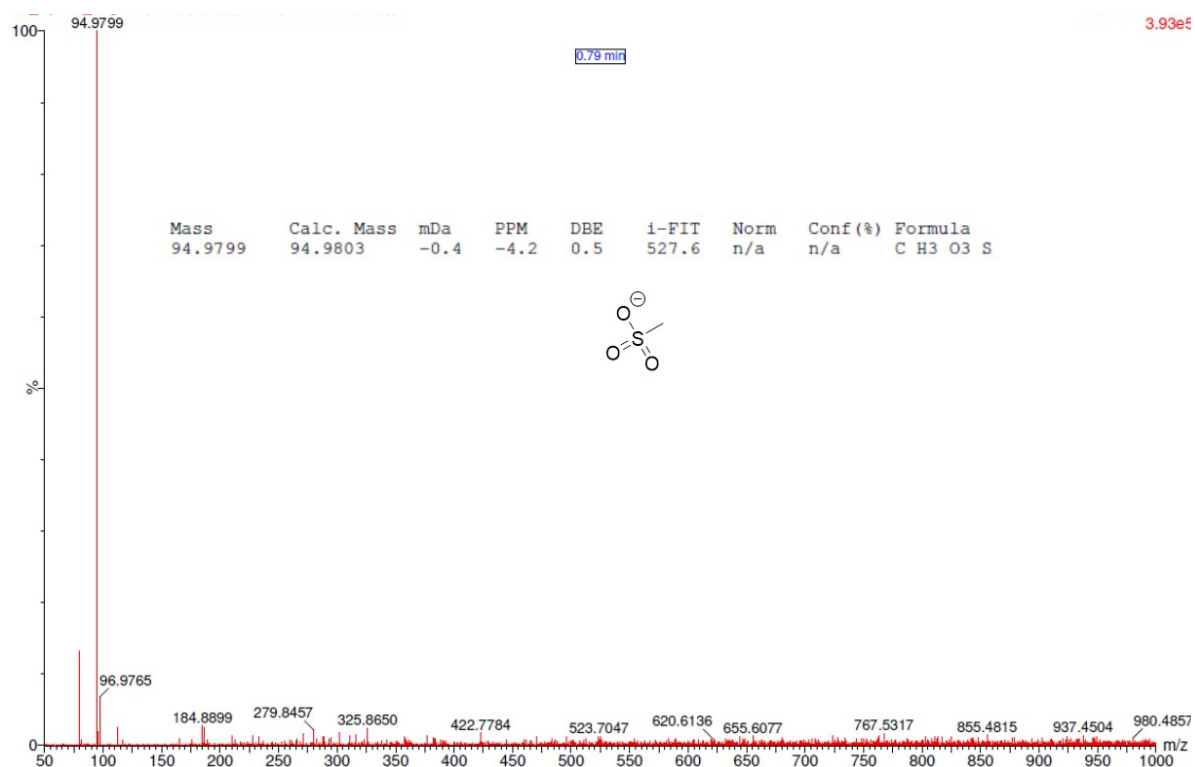 94.9799
100
3.93e5
0.79 min
Mass Calc. Mass mDa PPM DBE i-FIT Norm Conf(%) Formula
94.9799 94.9803 -0.4 -4.2 0.5 527.6 n/a n/a C H3 O3 S
O
S
O
O
%
96.9765
184.8899
279.8457
325.8650
422.7784
523.7047
620.6136
655.6077
767.5317
855.4815
937.4504
980.4857
0
m/z
50 100 150 200 250 300 350 400 450 500 550 600 650 700 750 800 850 900 950 1000